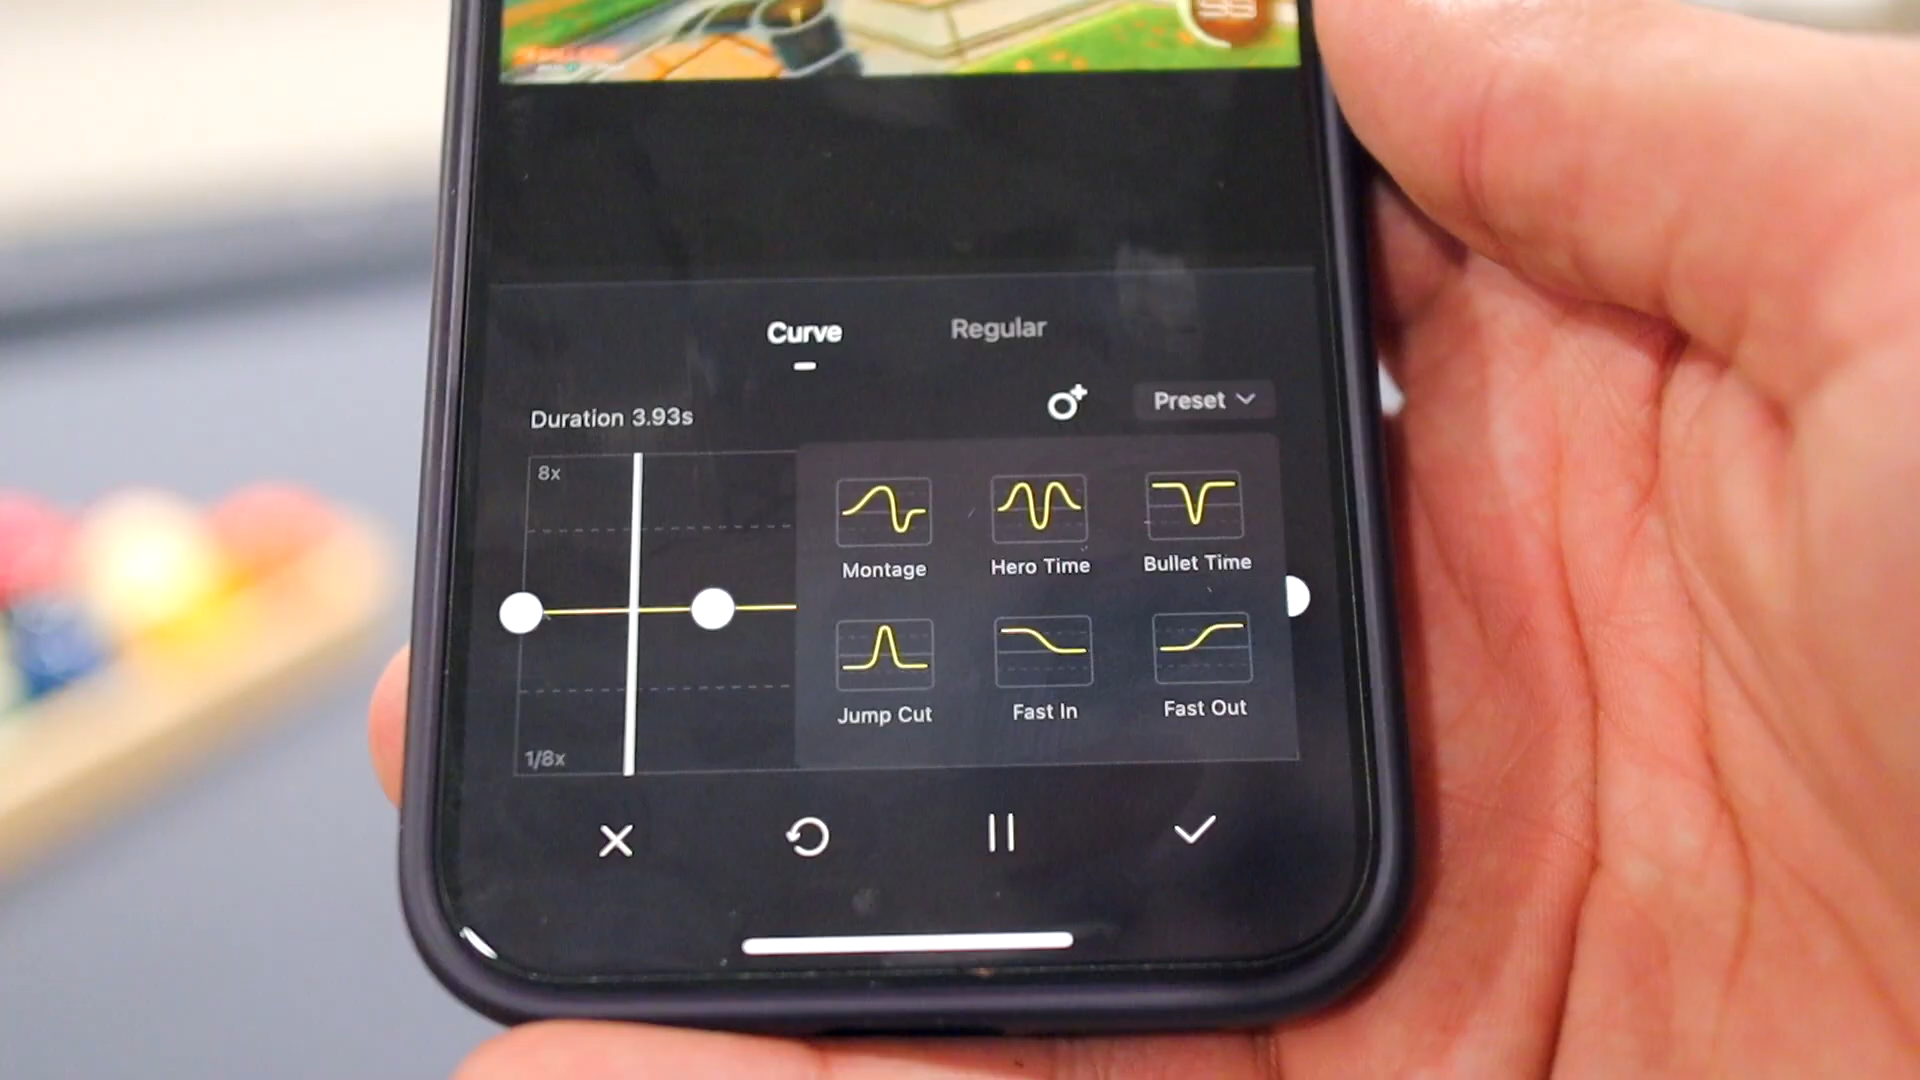 Curve Regular
Duration 3.93s
Preset
8x
Montage Hero Time Bullet Time
Jump Cut Fast In Fast Out
1/8x